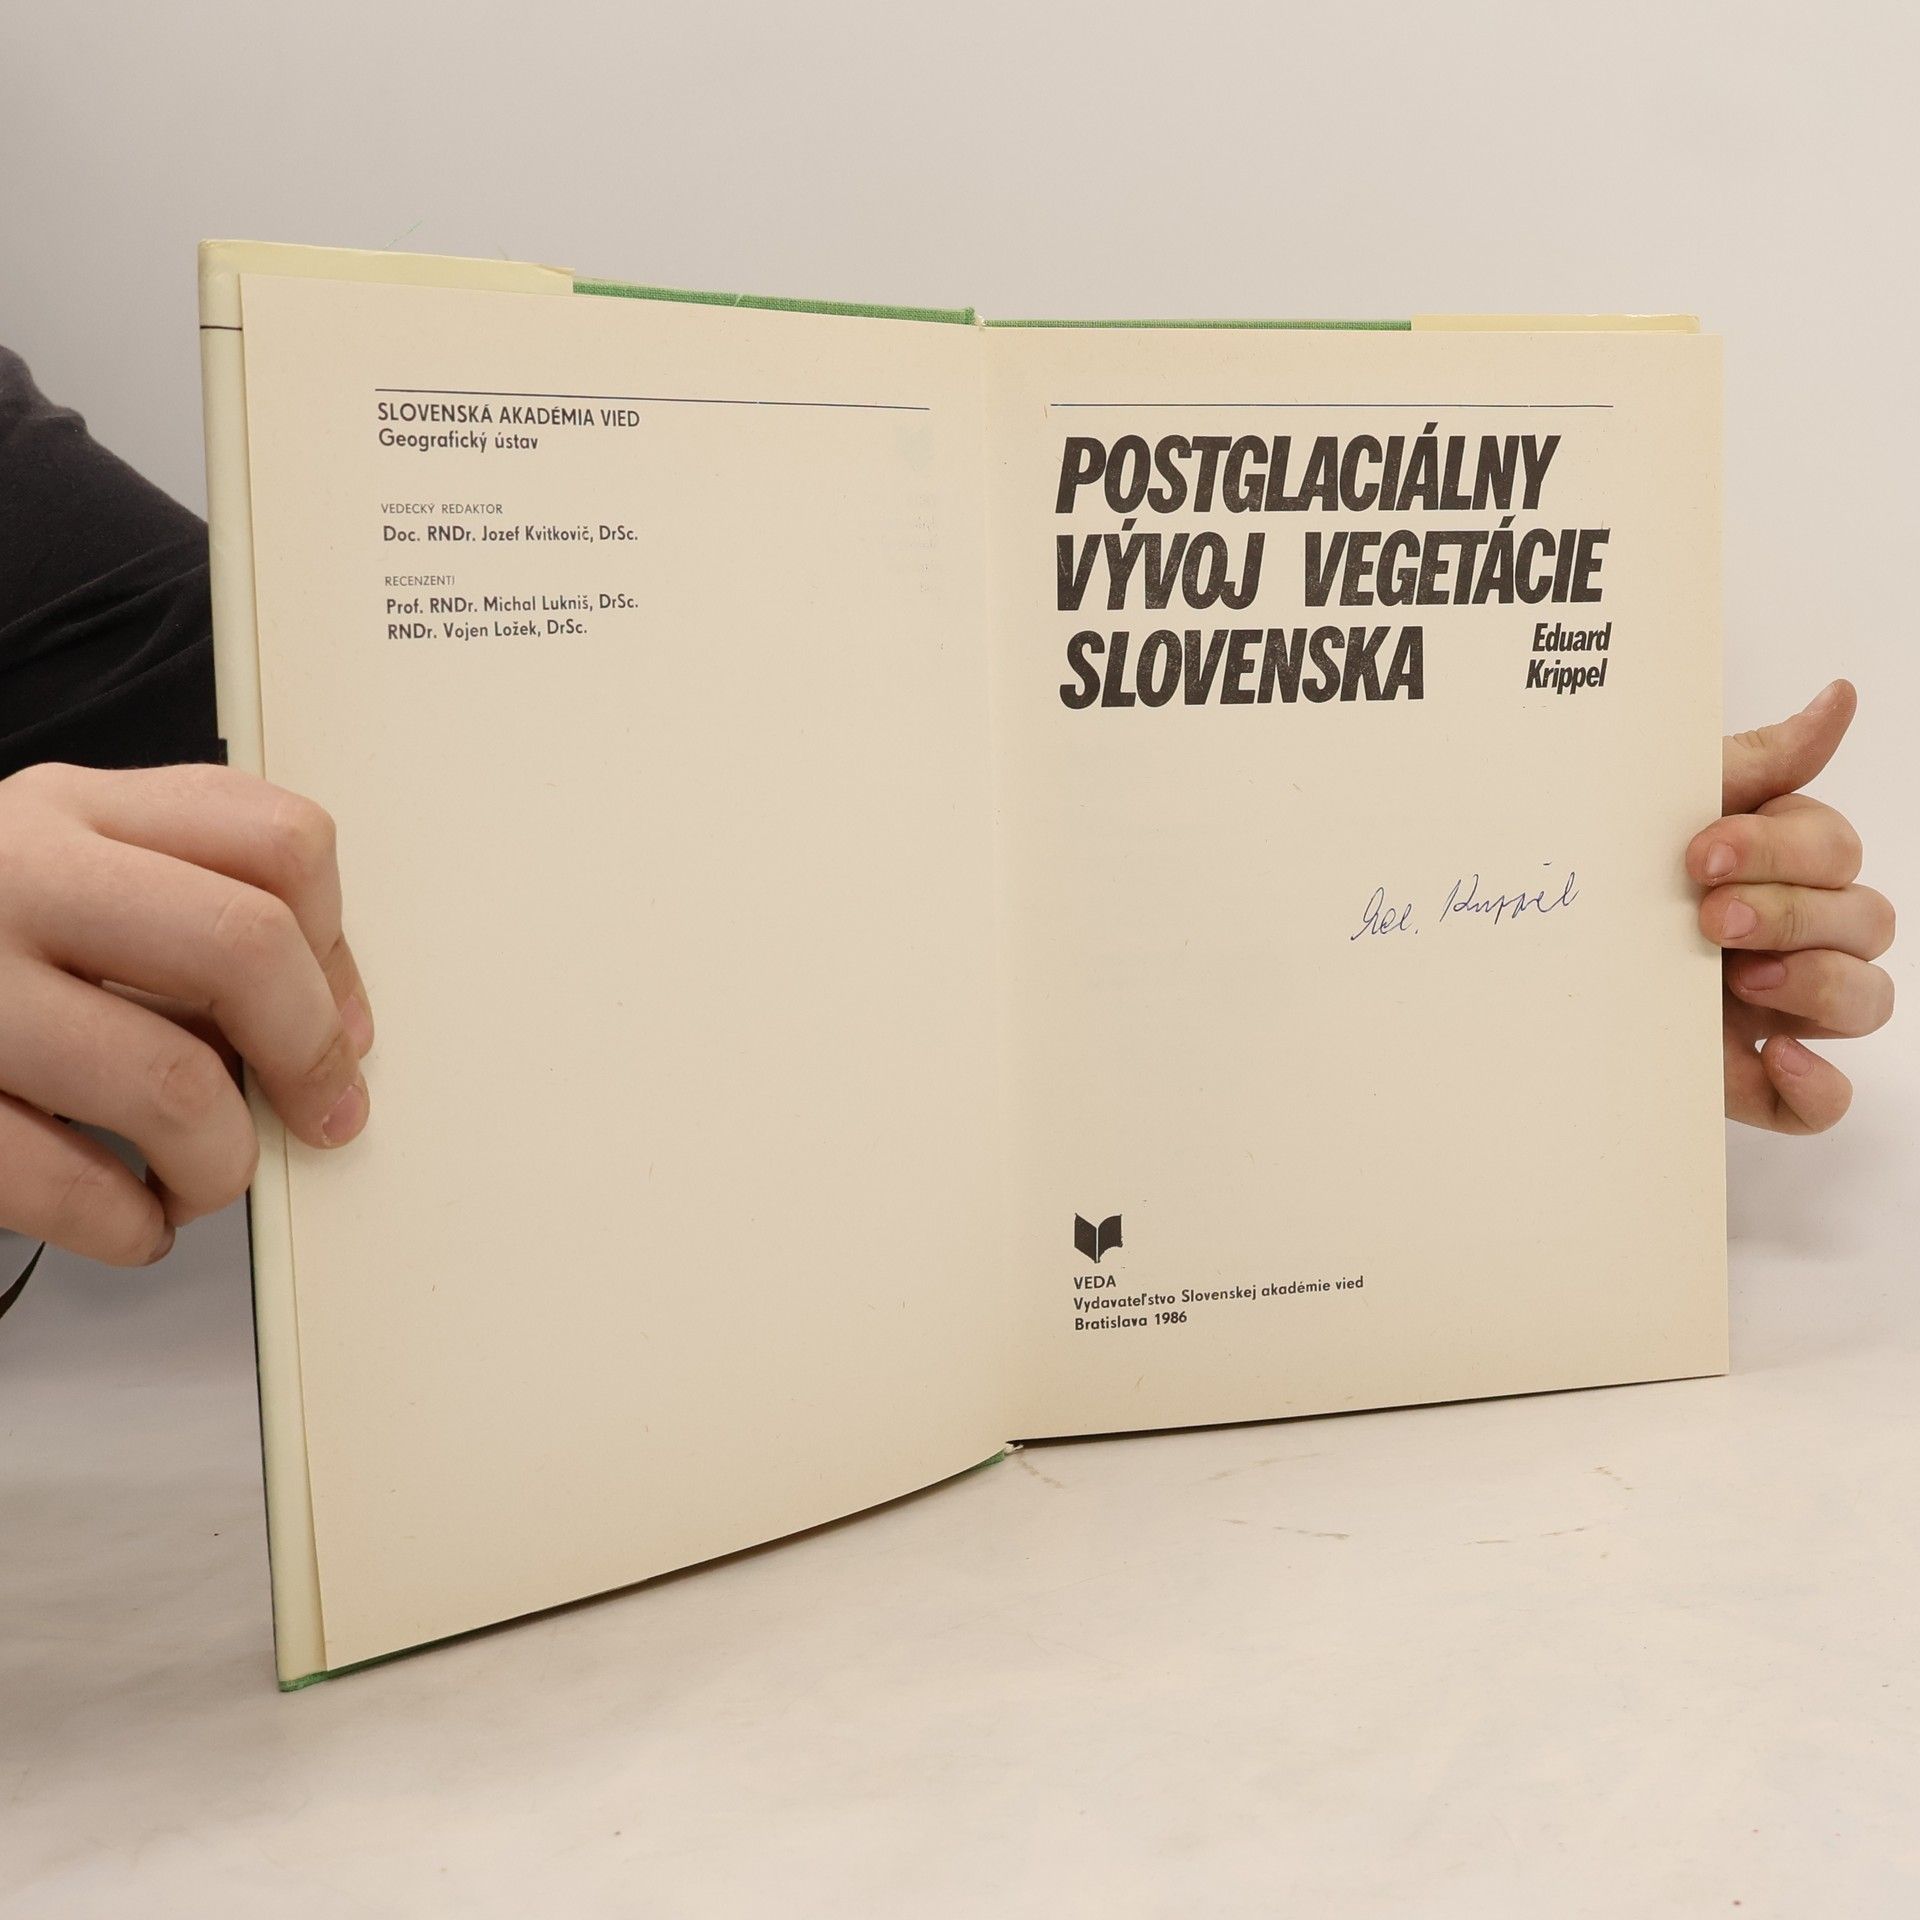 SLOVENSKÁ AKADÉMIA VIED
Geografický ústav
VEDECKÝ REDAKTOR
Doc. RNDr. Jozef Kvitkovič, DrSc.
RECENZENTI
Prof. RNDr. Michal Lukniš, DrSc.
RNDr. Vojen Ložek, DrSc.
POSTGLACIÁLNY
VÝVOJ VEGETÁCIE
SLOVENSKA
Eduard
Krippel
Krippel
VEDA
Vydavateľstvo Slovenskej akadémie vied
Bratislava 1986